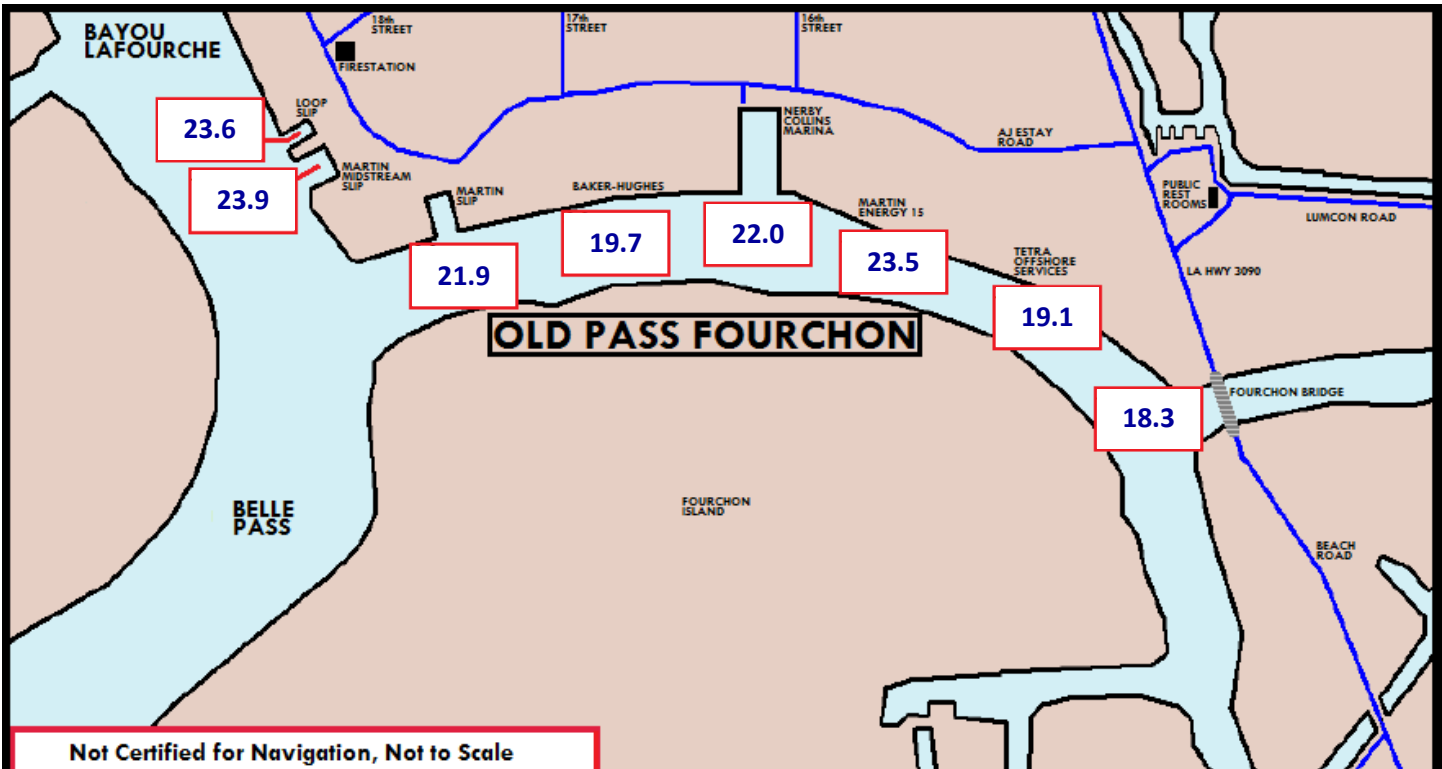 BAYOU
LAFOURCHE
18th
STREET
17th
STREET
16th
STREET
FIRESTATION
LOOP
SLIP
23.6
MARTIN
MIDSTREAM
SLIP
23.9
MARTIN
SLIP
BAKER-HUGHES
NERBY
COLLINS
MARINA
AJ ESTAY
ROAD
PUBLIC
REST
ROOMS
LUMCON ROAD
MARTIN
ENERGY 15
21.9
19.7
22.0
23.5
TETRA
OFFSHORE
SERVICES
19.1
LA HWY 3090
OLD PASS FOURCHON
18.3
FOURCHON BRIDGE
BELLE
PASS
FOURCHON
ISLAND
BEACH
ROAD
Not Certified for Navigation, Not to Scale